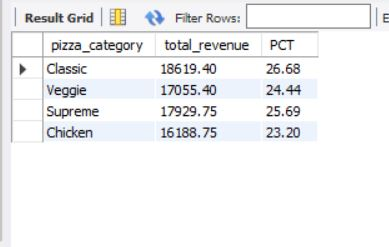 Result Grid Filter Rows: E
pizza_category total_revenue PCT
Classic 18619.40 26.68
Veggie 17055.40 24.44
Supreme 17929.75 25.69
Chicken 16188.75 23.20